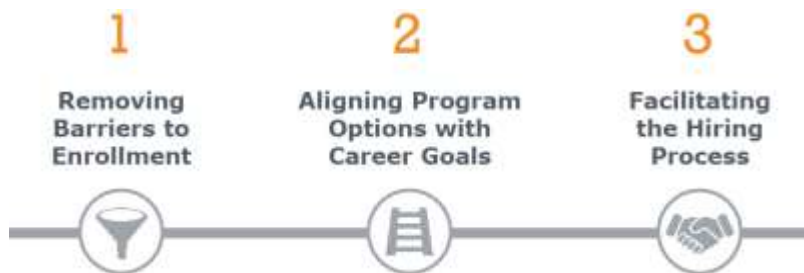 1
Removing
Barriers to
Enrollment
2
Aligning Program
Options with
Career Goals
3
Facilitating
the Hiring
Process